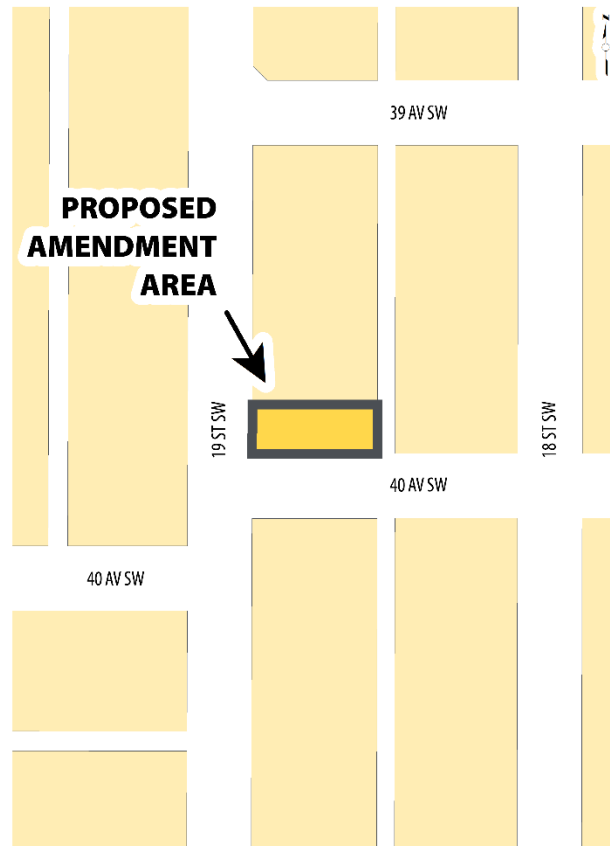 39 AV SW
PROPOSED
AMENDMENT
AREA
19 ST SW
18 ST SW
40 AV SW
40 AV SW